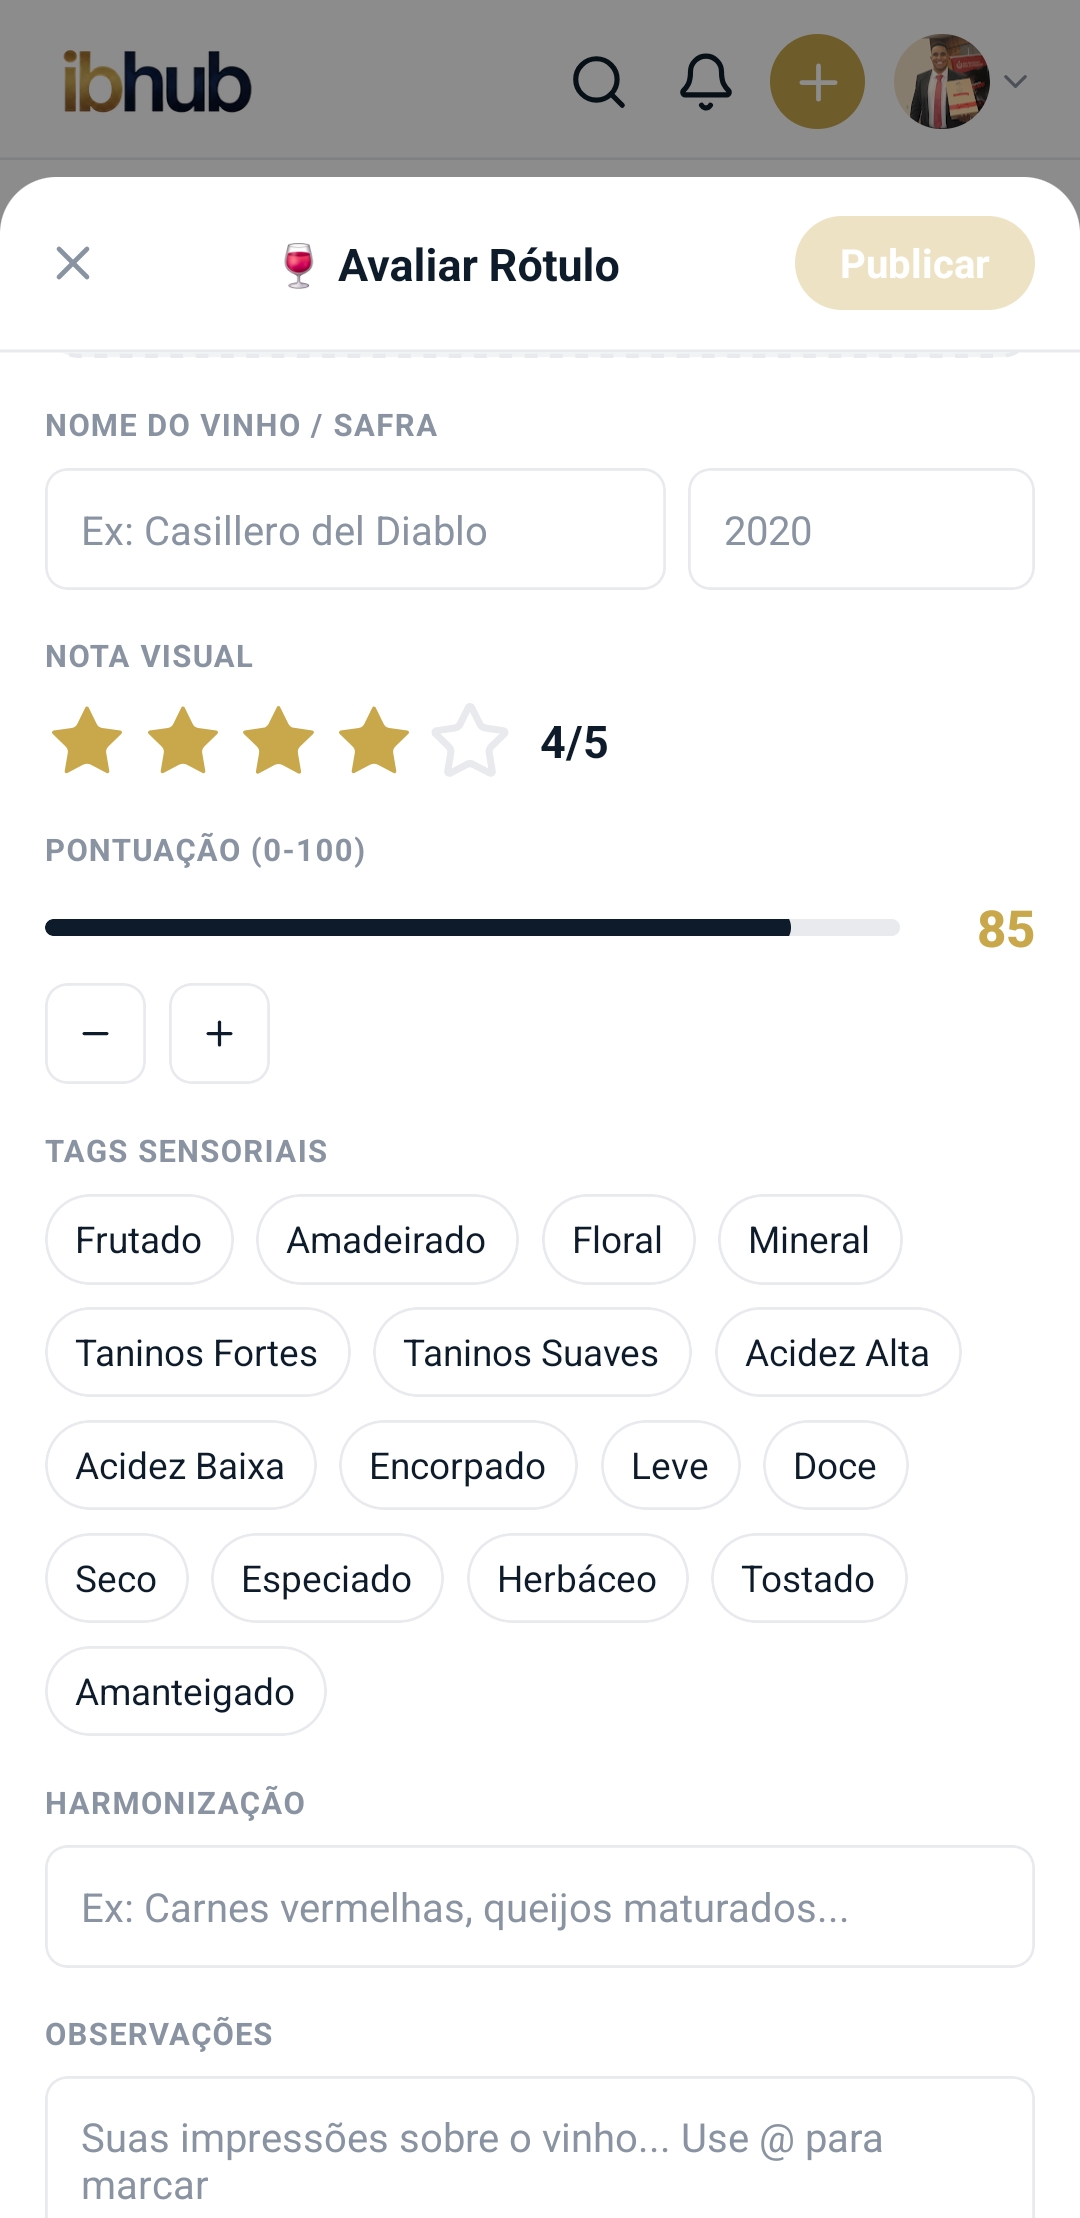 ibhub
Avaliar Rótulo
Publicar
NOME DO VINHO / SAFRA
Ex: Casillero del Diablo
2020
NOTA VISUAL
4/5
PONTUAÇÃO (0-100)
85
− +
TAGS SENSORIAIS
Frutado Amadeirado Floral Mineral
Taninos Fortes Taninos Suaves Acidez Alta
Acidez Baixa Encorpado Leve Doce
Seco Especiado Herbáceo Tostado
Amanteigado
HARMONIZAÇÃO
Ex: Carnes vermelhas, queijos maturados...
OBSERVAÇÕES
Suas impressões sobre o vinho... Use @ para
marcar